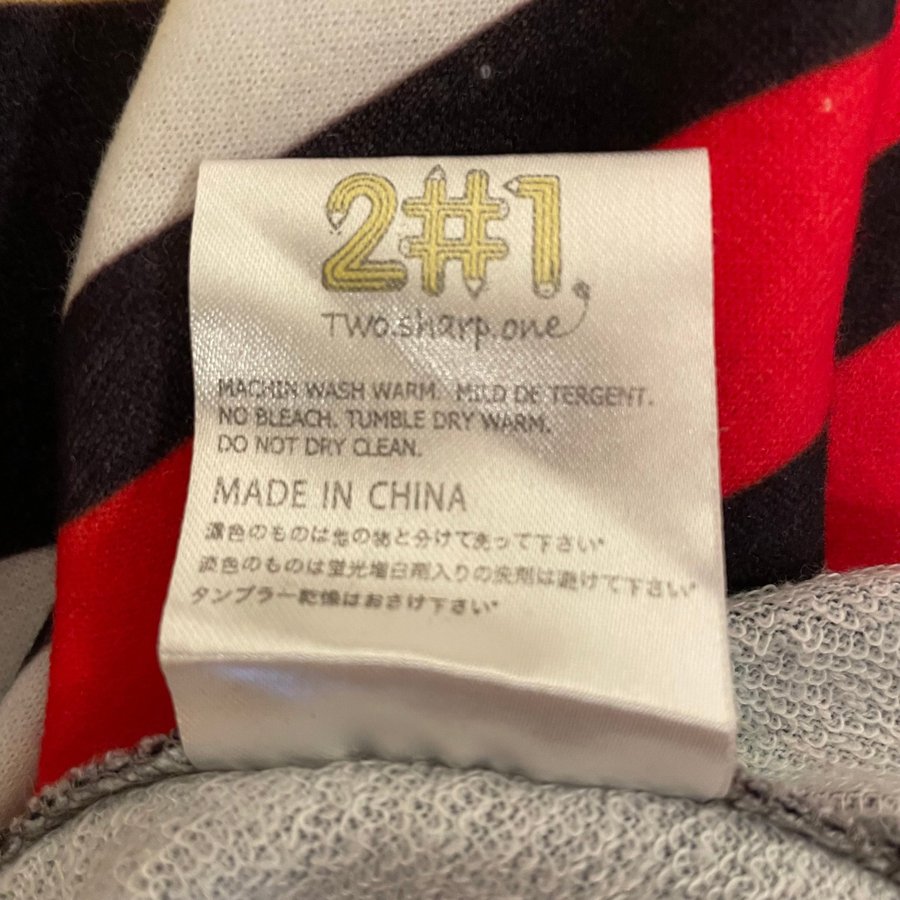 2#1.
Two.sharp.one
MACHIN WASH WARM. MILD DE TERGENT.
NO BLEACH. TUMBLE DRY WARM.
DO NOT DRY CLEAN.
MADE IN CHINA
濃色のものは他の物と分けて洗って下さい"
淡色のものは蛍光増白剤入りの洗剤は避けて下さい"
タンブラー乾燥はおさけ下さい"